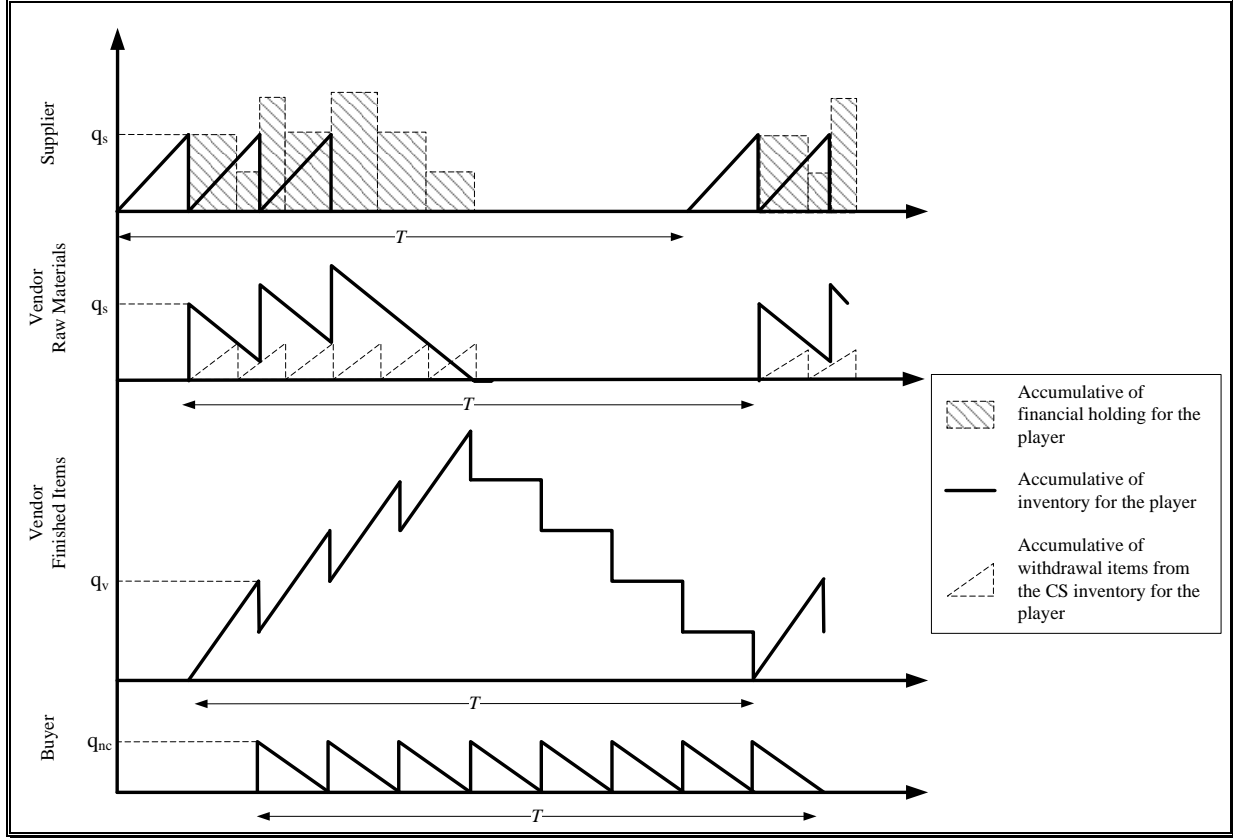 Supplier
qs
T
Vendor
Raw Materials
qs
T
Vendor
Finished Items
qv
T
Buyer
qnc
T
Accumulative of
financial holding for the
player
Accumulative of
inventory for the player
Accumulative of
withdrawal items from
the CS inventory for the
player